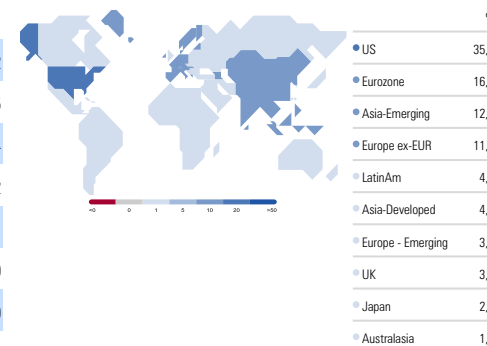 <0 0 1 5 10 20 >50
US 35,
Eurozone 16,
Asia-Emerging 12,
Europe ex-EUR 11,
LatinAm 4,
Asia-Developed 4,
Europe - Emerging 3,
UK 3,
Japan 2,
Australasia 1,